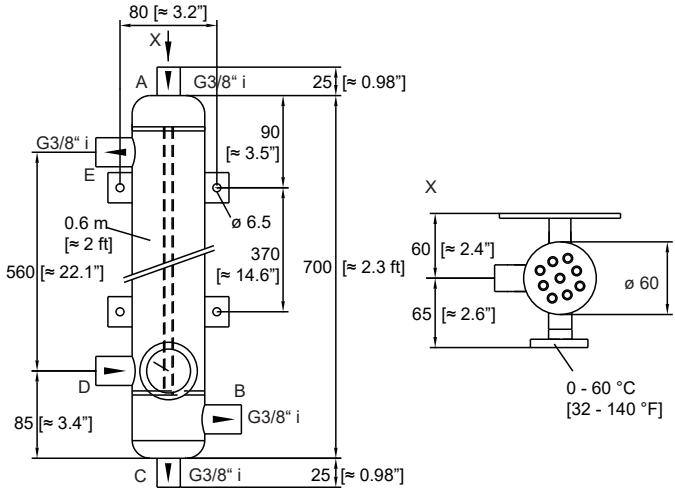 80 [≈ 3.2”]
X
A
G3/8“ i
25 [≈ 0.98”]
G3/8“ i
E
90
[≈ 3.5”]
ø 6.5
0.6 m
[≈ 2 ft]
560 [≈ 22.1”]
370
[≈ 14.6”]
700 [≈ 2.3 ft]
D
B
G3/8“ i
85 [≈ 3.4”]
C
G3/8“ i
25 [≈ 0.98”]
X
60 [≈ 2.4”]
65 [≈ 2.6”]
ø 60
0 - 60 °C
[32 - 140 °F]